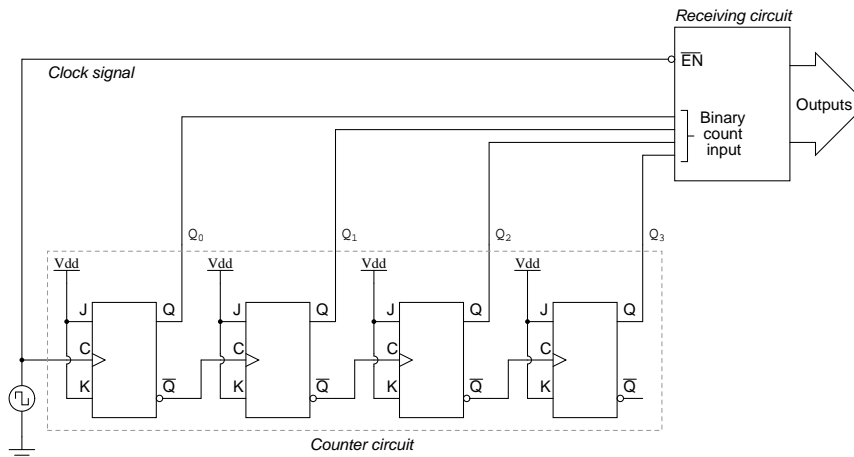 Receiving circuit
Clock signal
EN
Binary
count
input
Outputs
Q0 Q1 Q2 Q3
Vdd Vdd Vdd Vdd
J Q J Q J Q J Q
C C C C
K Q K Q K Q K Q
Counter circuit